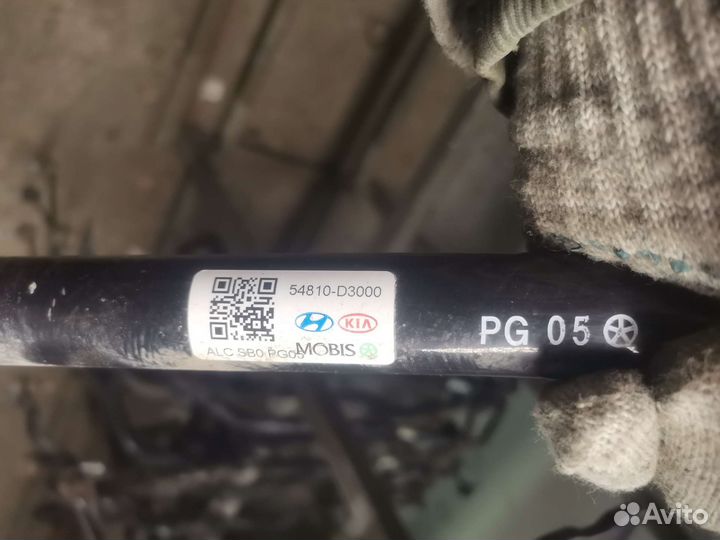 54810-D3000
KIA
ALC SB0 PG05
MOBIS
PG 05
Avito